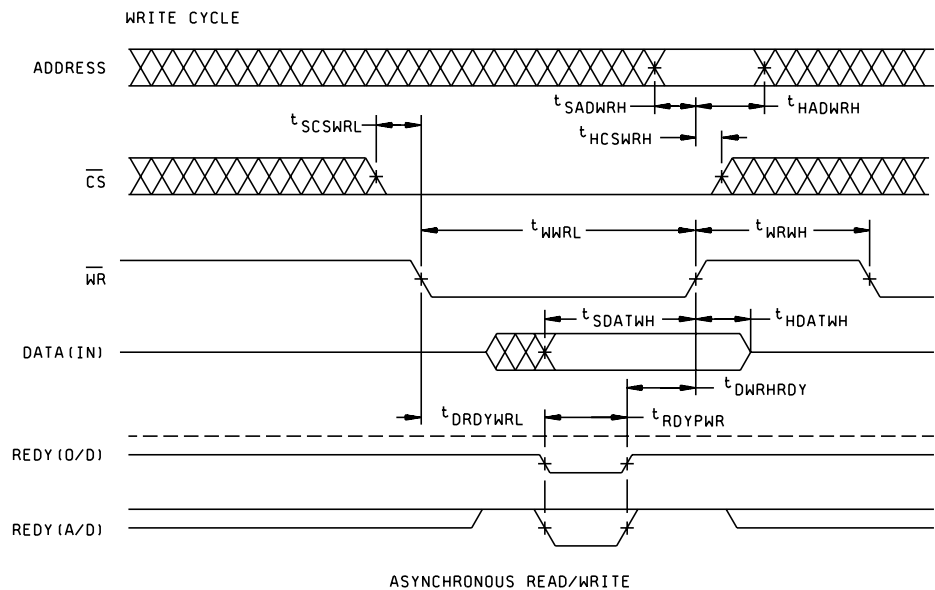 WRITE CYCLE
ADDRESS
tSADWRH
tHADWRH
tSCSWRL
tHCSWRH
CS
tWWRL
tWRWH
WR
tSDATWH
tHDATWH
DATA(IN)
tDWRHRDY
tDRDYWRL
tRDYPWR
REDY(O/D)
REDY(A/D)
ASYNCHRONOUS READ/WRITE